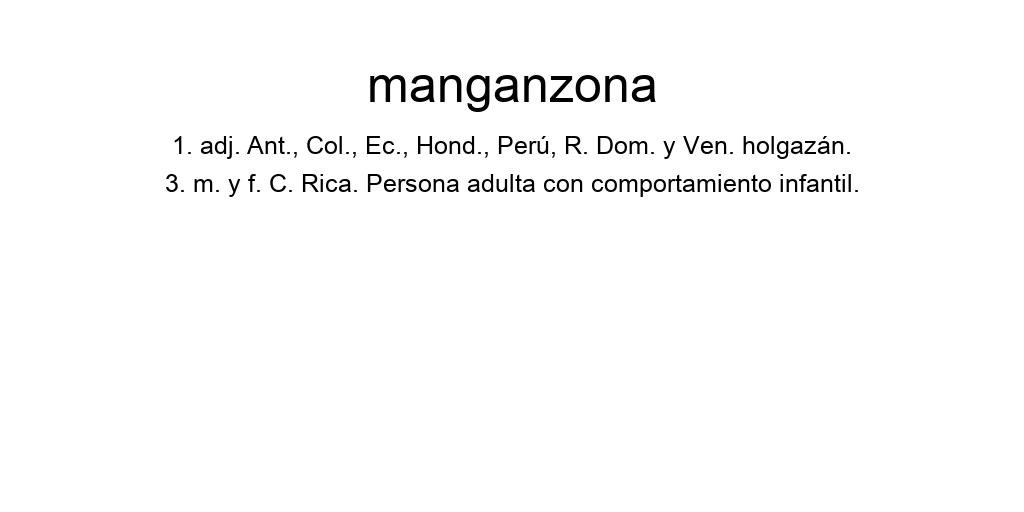 manganzona
1. adj. Ant., Col., Ec., Hond., Perú, R. Dom. y Ven. holgazán.
3. m. y f. C. Rica. Persona adulta con comportamiento infantil.